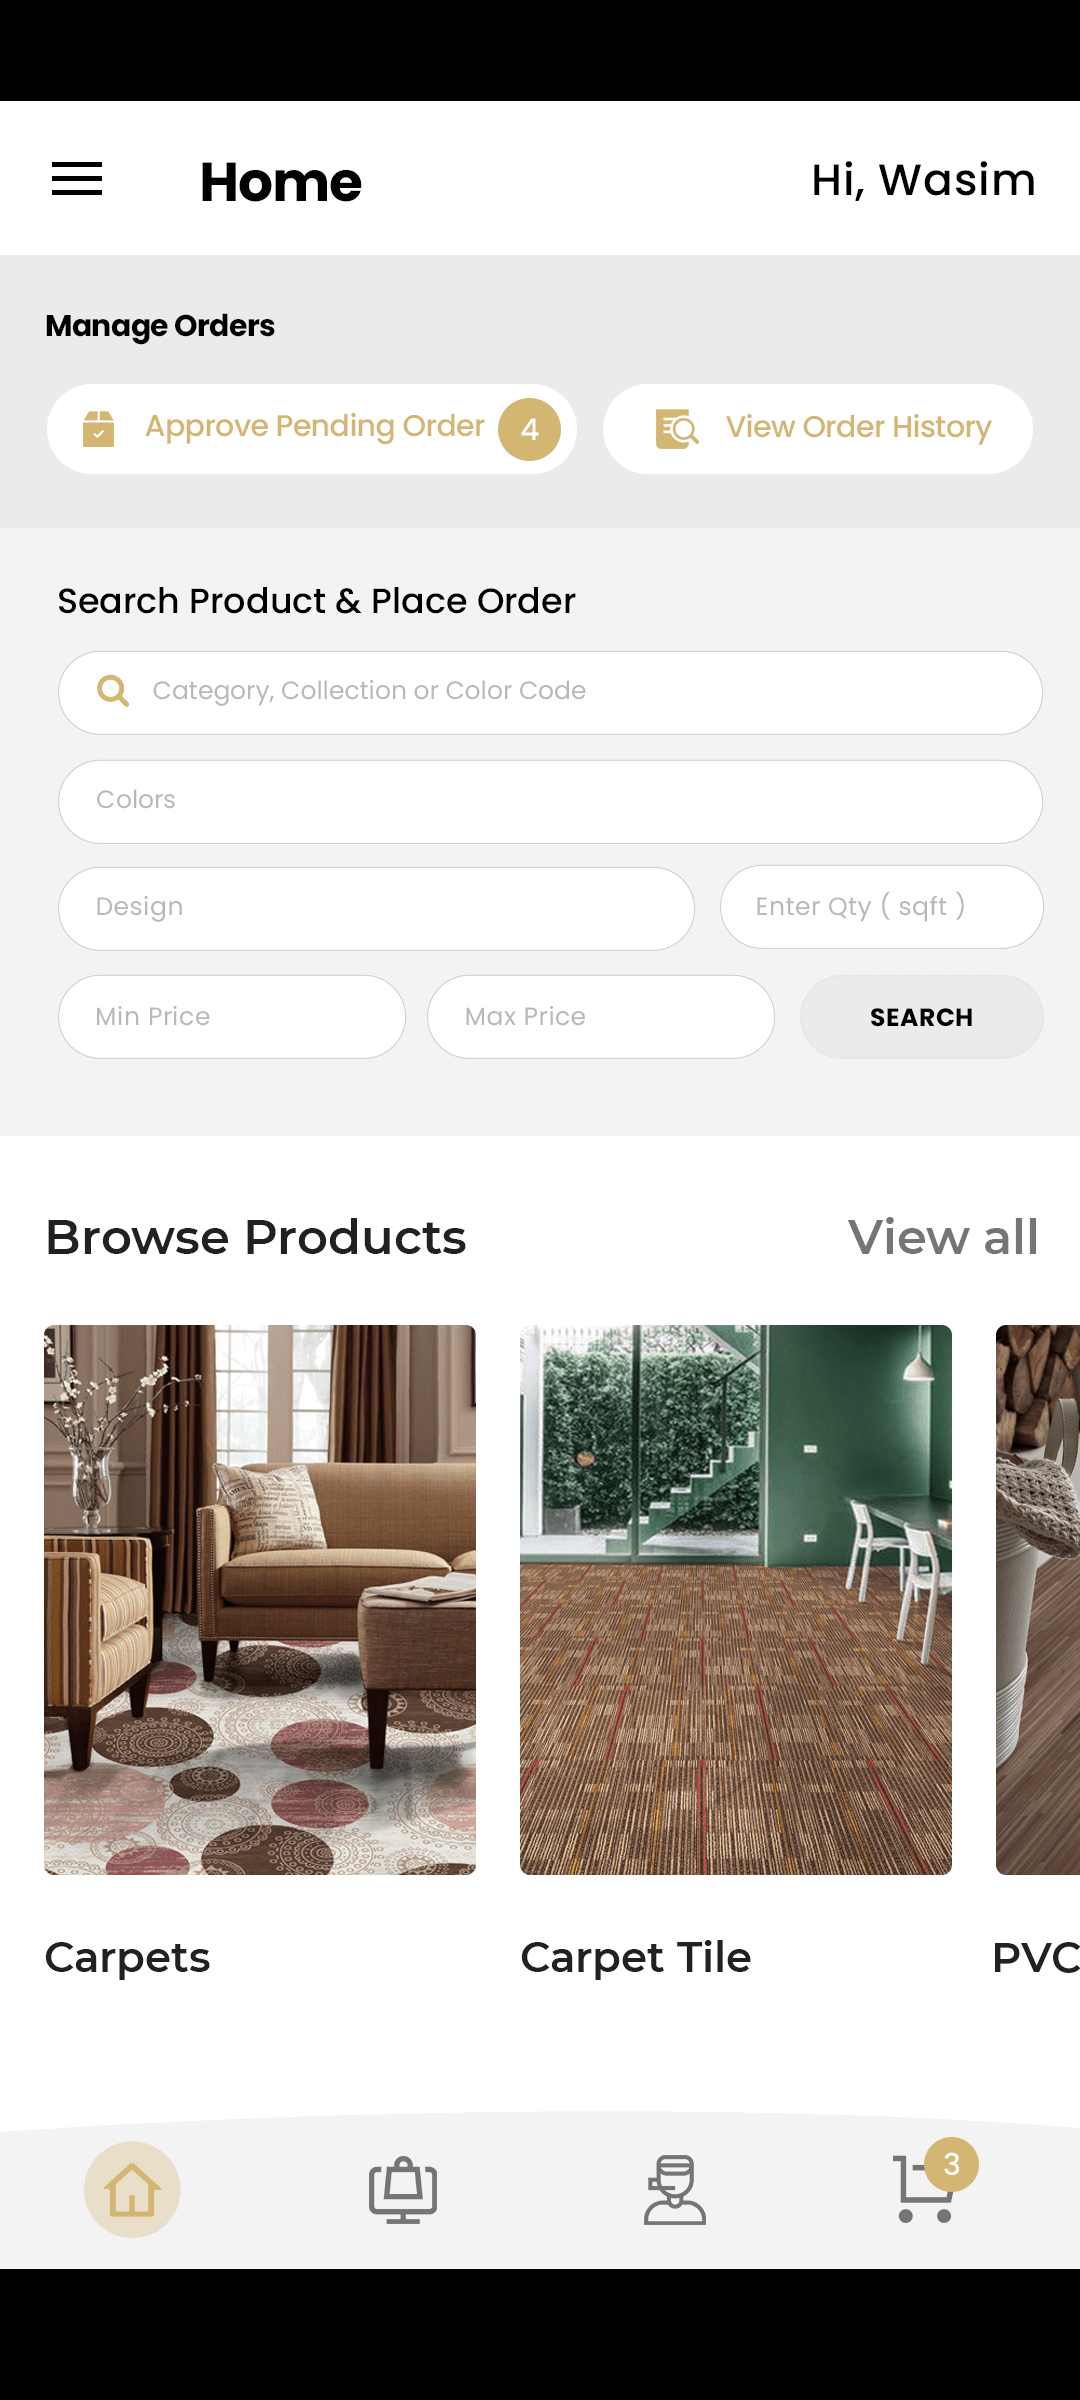 Home
Hi, Wasim
Manage Orders
Approve Pending Order 4
View Order History
Search Product & Place Order
Category, Collection or Color Code
Colors
Design
Enter Qty ( sqft )
Min Price
Max Price
SEARCH
Browse Products
View all
Carpets
Carpet Tile
PVC
3